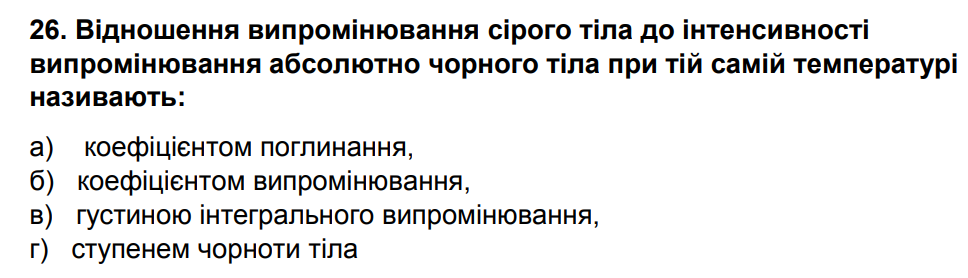 26. Відношення випромінювання сірого тіла до інтенсивності
випромінювання абсолютно чорного тіла при тій самій температурі
називають:
а) коефіцієнтом поглинання,
б) коефіцієнтом випромінювання,
в) густиною інтегрального випромінювання,
г) ступенем чорноти тіла